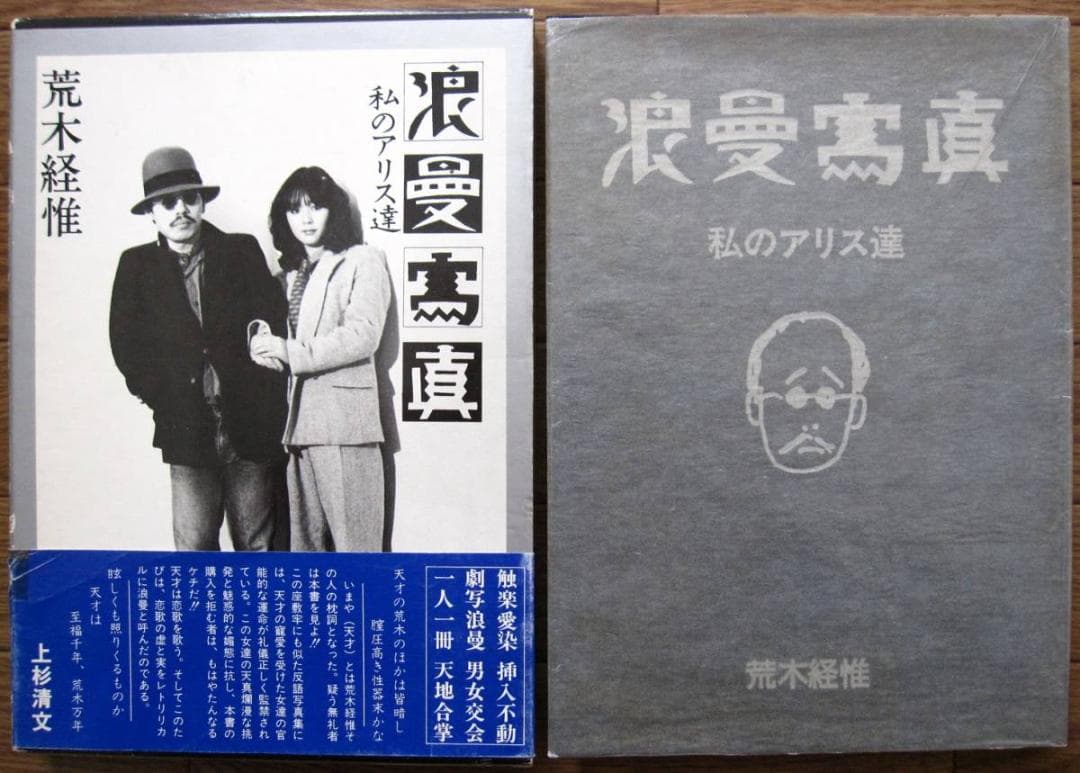 浪曼寫真
私のアリス達
荒木経惟
触楽愛染 挿入不動
劇写浪曼 男女交会
一人一冊 天地合掌
天才の荒木のほかは皆暗し
膣圧高き性器末かな
いまや〈天才〉とは荒木経惟そ
の人の枕詞となった。疑う無礼者
は本書を見よ!!
この座敷牢にも似た反語写真集に
は、天才の寵愛を受けた女達の官
能的な運命が礼儀正しく監禁され
ている。この女達の天真爛漫な挑
発と魅惑的な媚態に抗し、本書の
購入を拒む者は、もはやたんなる
ケチだ!!
天才は恋歌を歌う。そしてこのた
びは、恋歌の虚と実をレトリリカ
ルに浪曼と呼んだのである。
眩しくも照りくるものか
天才は
至福千年、荒木万年
上杉清文
浪曼寫真
私のアリス達
荒木経惟